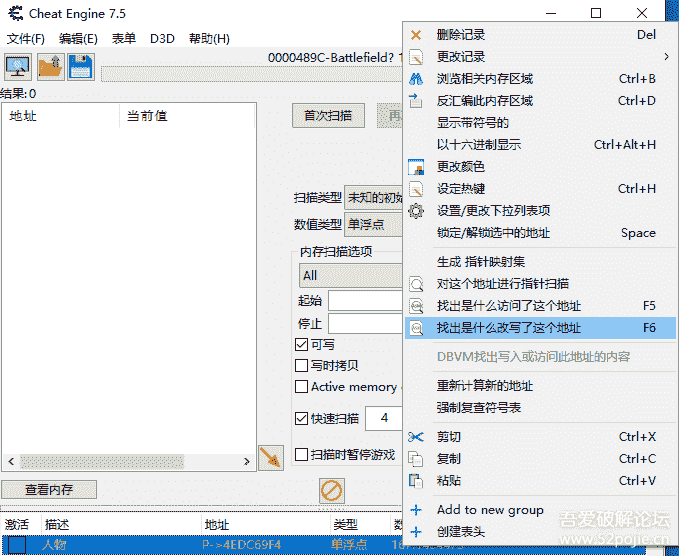 Cheat Engine 7.5
文件(F) 编辑(E) 表单 D3D 帮助(H)
0000489C-Battlefield? 1
结果: 0
地址 当前值
首次扫描
扫描类型 未知的初始
数值类型 单浮点
内存扫描选项
All
起始
停止
可写
写时拷贝
Active memory
快速扫描 4
扫描时暂停游戏
查看内存
激活 描述 地址 类型
人物 P->4EDC69F4 单浮点
删除记录 Del
更改记录
浏览相关内存区域 Ctrl+B
反汇编此内存区域 Ctrl+D
显示带符号的
以十六进制显示 Ctrl+Alt+H
更改颜色
设定热键 Ctrl+H
设置/更改下拉列表项
锁定/解锁选中的地址 Space
生成 指针映射集
对这个地址进行指针扫描
找出是什么访问了这个地址 F5
找出是什么改写了这个地址 F6
DBVM找出写入或访问此地址的内容
重新计算新的地址
强制复查符号表
剪切 Ctrl+X
复制 Ctrl+C
粘贴 Ctrl+V
Add to new group
创建表头
吾爱破解论坛
www.52pojie.cn